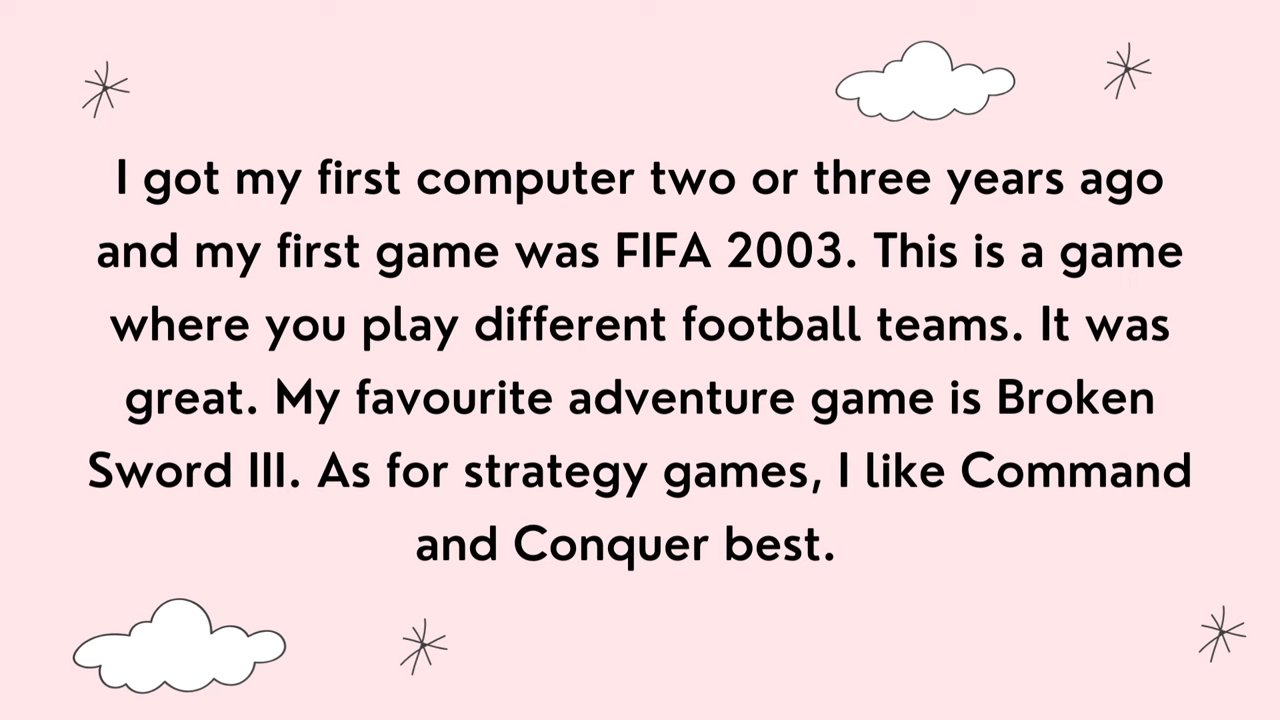 I got my first computer two or three years ago
and my first game was FIFA 2003. This is a game
where you play different football teams. It was
great. My favourite adventure game is Broken
Sword III. As for strategy games, I like Command
and Conquer best.